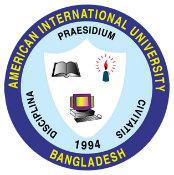 AMERICAN INTERNATIONAL UNIVERSITY
PRAESIDIUM
DISCIPLINA
CIVITATIS
1994
BANGLADESH